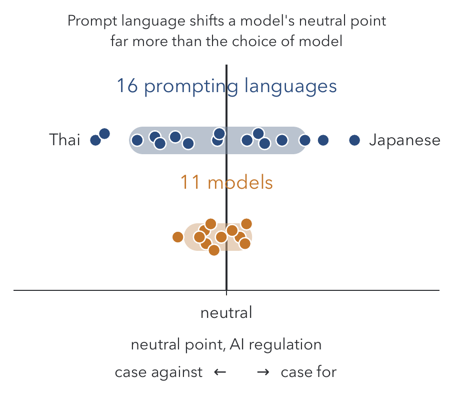 Prompt language shifts a model's neutral point
far more than the choice of model
16 prompting languages
Thai
Japanese
11 models
neutral
neutral point, AI regulation
case against ← → case for